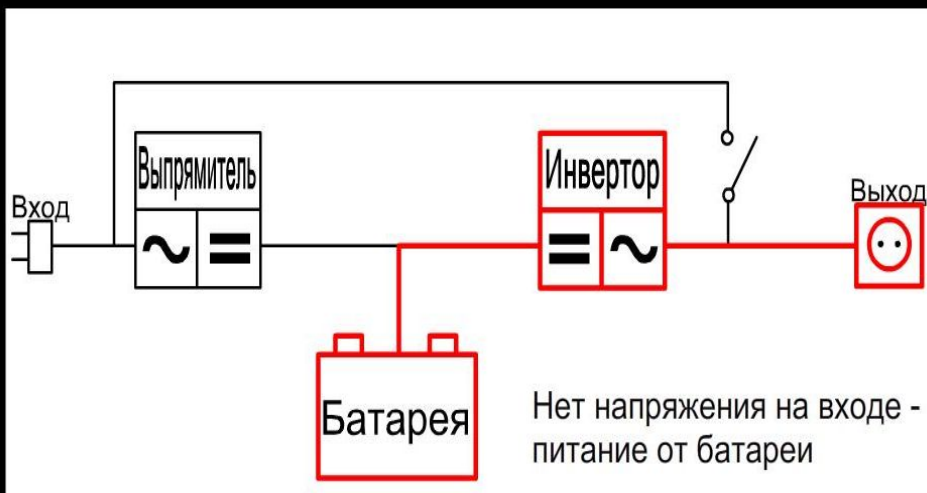 Выпрямитель
Инвертор
Вход
Выход
Батарея
Нет напряжения на входе -
питание от батареи